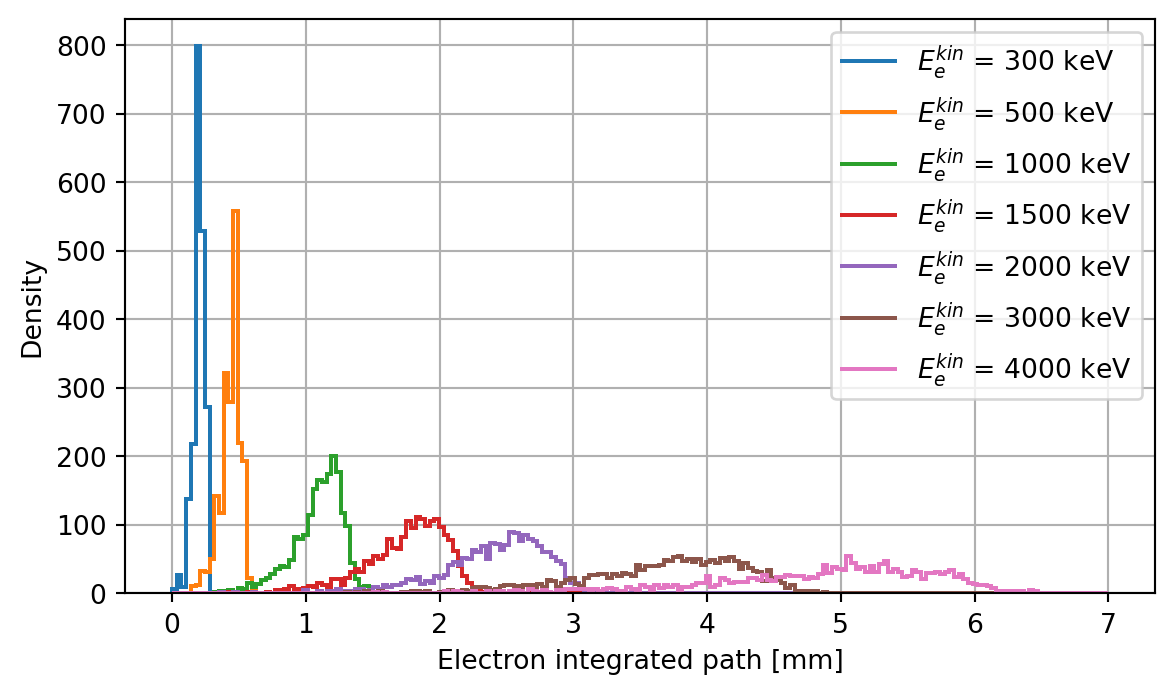 800
700
600
500
400
300
200
100
0
Density
E_e^{kin} = 300 keV
E_e^{kin} = 500 keV
E_e^{kin} = 1000 keV
E_e^{kin} = 1500 keV
E_e^{kin} = 2000 keV
E_e^{kin} = 3000 keV
E_e^{kin} = 4000 keV
0 1 2 3 4 5 6 7
Electron integrated path [mm]